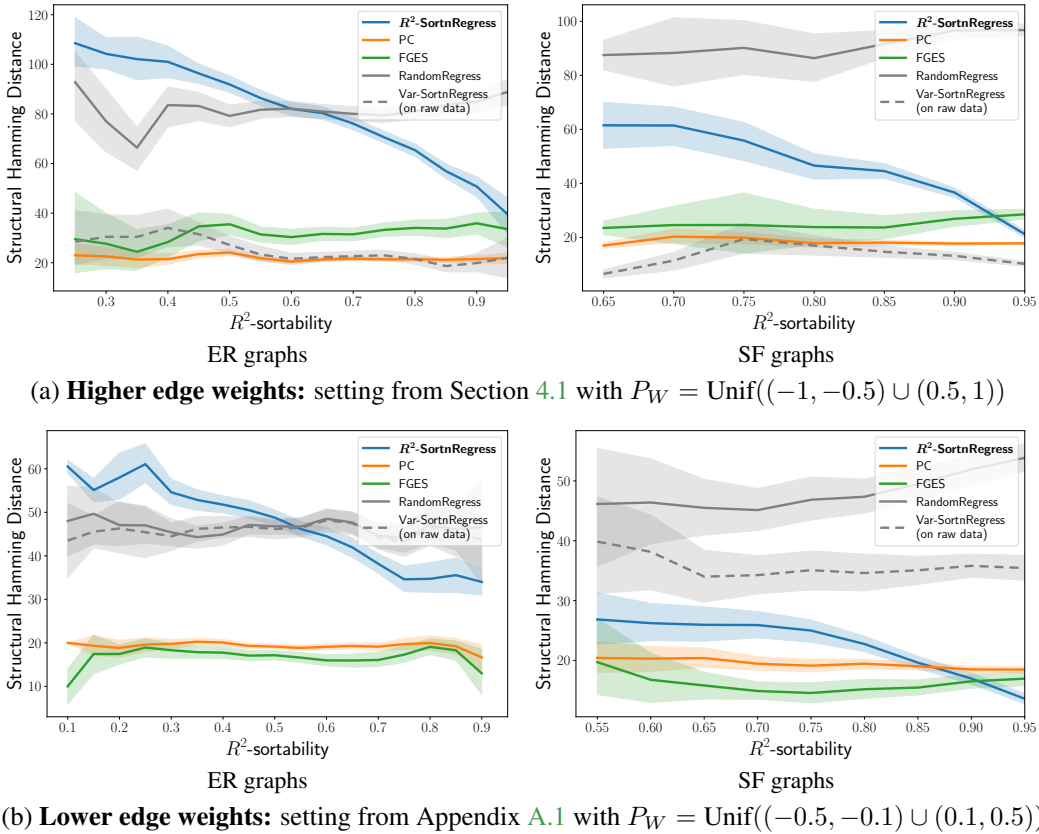 120
100
80
60
40
20
Structural Hamming Distance
0.3 0.4 0.5 0.6 0.7 0.8 0.9
R²-sortability
R²-SortnRegress
PC
FGES
RandomRegress
Var-SortnRegress
(on raw data)
ER graphs
100
80
60
40
20
Structural Hamming Distance
0.65 0.70 0.75 0.80 0.85 0.90 0.95
R²-sortability
R²-SortnRegress
PC
FGES
RandomRegress
Var-SortnRegress
(on raw data)
SF graphs
(a) Higher edge weights: setting from Section 4.1 with P_W = Unif((−1, −0.5) ∪ (0.5, 1))
60
50
40
30
20
10
Structural Hamming Distance
0.1 0.2 0.3 0.4 0.5 0.6 0.7 0.8 0.9
R²-sortability
R²-SortnRegress
PC
FGES
RandomRegress
Var-SortnRegress
(on raw data)
ER graphs
50
40
30
20
Structural Hamming Distance
0.55 0.60 0.65 0.70 0.75 0.80 0.85 0.90 0.95
R²-sortability
R²-SortnRegress
PC
FGES
RandomRegress
Var-SortnRegress
(on raw data)
SF graphs
(b) Lower edge weights: setting from Appendix A.1 with P_W = Unif((−0.5, −0.1) ∪ (0.1, 0.5))